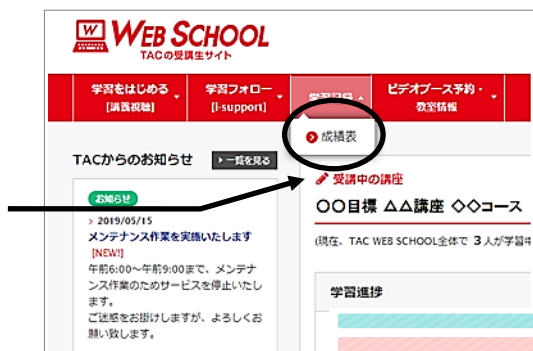 WEB SCHOOL
TACの受講生サイト
学習をはじめる
[講義視聴]
学習フォロー
[i-support]
学習記録
ビデオブース予約・
教室情報
成績表
TACからのお知らせ
一覧を見る
お知らせ
> 2019/05/15
メンテナンス作業を実施いたします
[NEW!]
午前6:00～午前9:00まで、メンテナ
ンス作業のためサービスを停止いたし
ます。
ご迷惑をお掛けしますが、よろしくお
願い致します。
受講中の講座
〇〇目標 △△講座 ◇◇コース
(現在、TAC WEB SCHOOL全体で 3 人が学習中
学習進捗